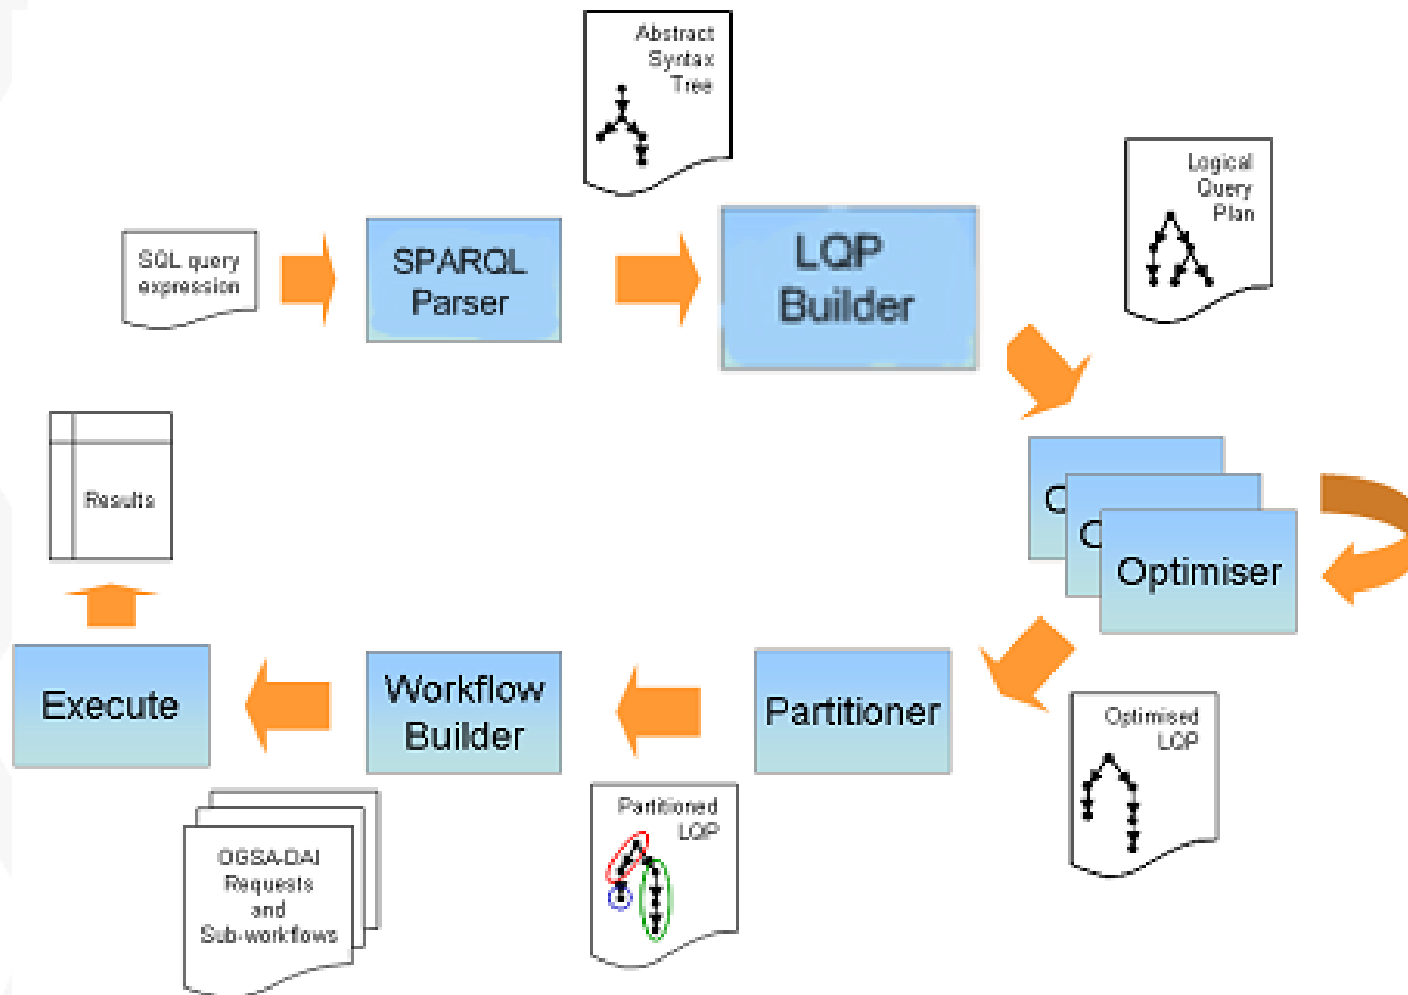 Abstract
Syntax
Tree
Logical
Query
Plan
SQL query
expression
SPARQL
Parser
LQP
Builder
Results
O
O
Optimiser
Execute
Workflow
Builder
Partitioner
Optimised
LQP
Partitioned
LQP
OGSA-DAI
Requests
and
Sub-workflows